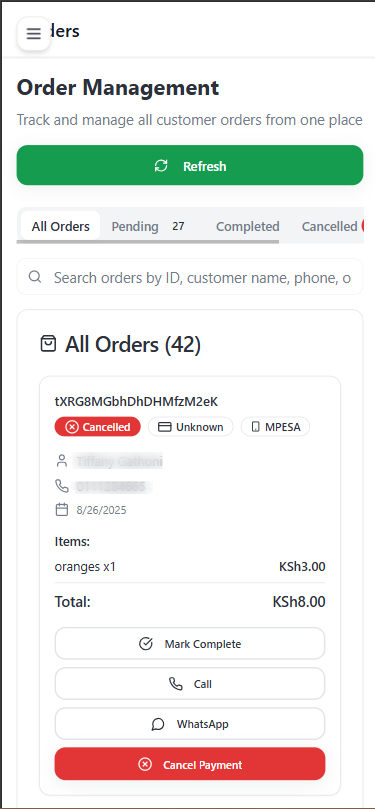 ders
Order Management
Track and manage all customer orders from one place
Refresh
All Orders Pending 27 Completed Cancelled
Search orders by ID, customer name, phone, o
All Orders (42)
tXRG8MGbhDhDHMfzM2eK
Cancelled Unknown MPESA
8/26/2025
Items:
oranges x1 KSh3.00
Total: KSh8.00
Mark Complete
Call
WhatsApp
Cancel Payment